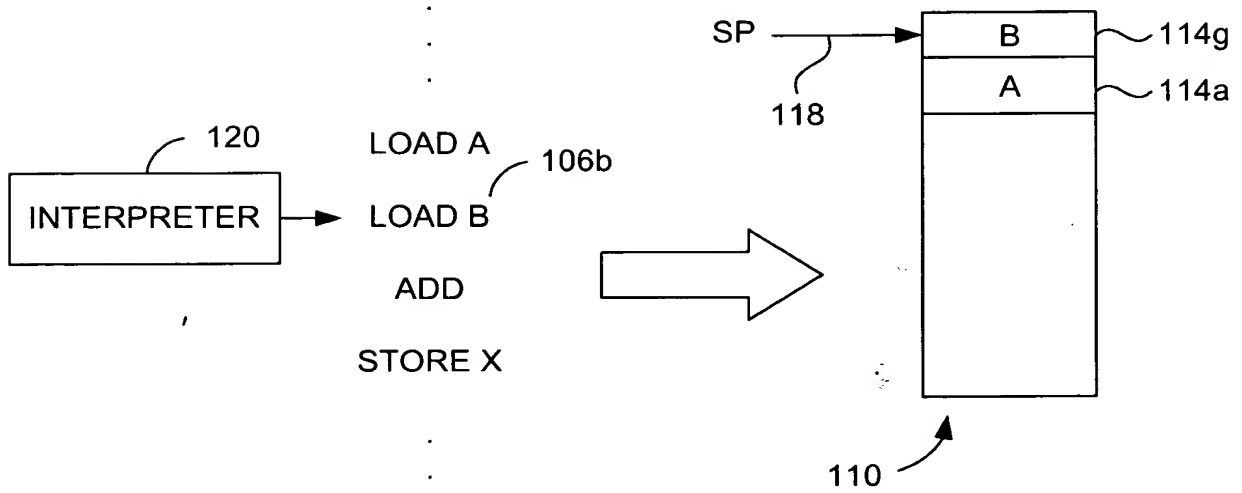 SP
118
B
114g
A
114a
120
INTERPRETER
LOAD A
LOAD B
106b
ADD
STORE X
110